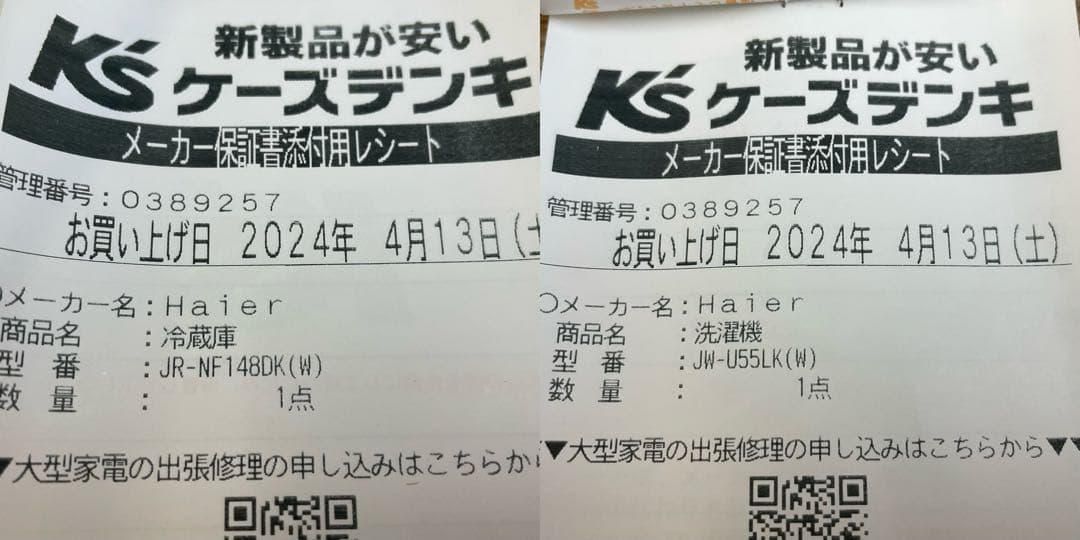 新製品が安い
K's ケーズデンキ
メーカー保証書添付用レシート
管理番号：0389257
お買い上げ日 2024年 4月13日(土
〇メーカー名：Haier
商品名 ：冷蔵庫
型 番 ：JR-NF148DK(W)
数 量 ： 1点
▼大型家電の出張修理の申し込みはこちらから
新製品が安い
K's ケーズデンキ
メーカー保証書添付用レシート
管理番号：0389257
お買い上げ日 2024年 4月13日(土)
〇メーカー名：Haier
商品名 ：洗濯機
型 番 ：JW-U55LK(W)
数 量 ： 1点
▼大型家電の出張修理の申し込みはこちらから▼